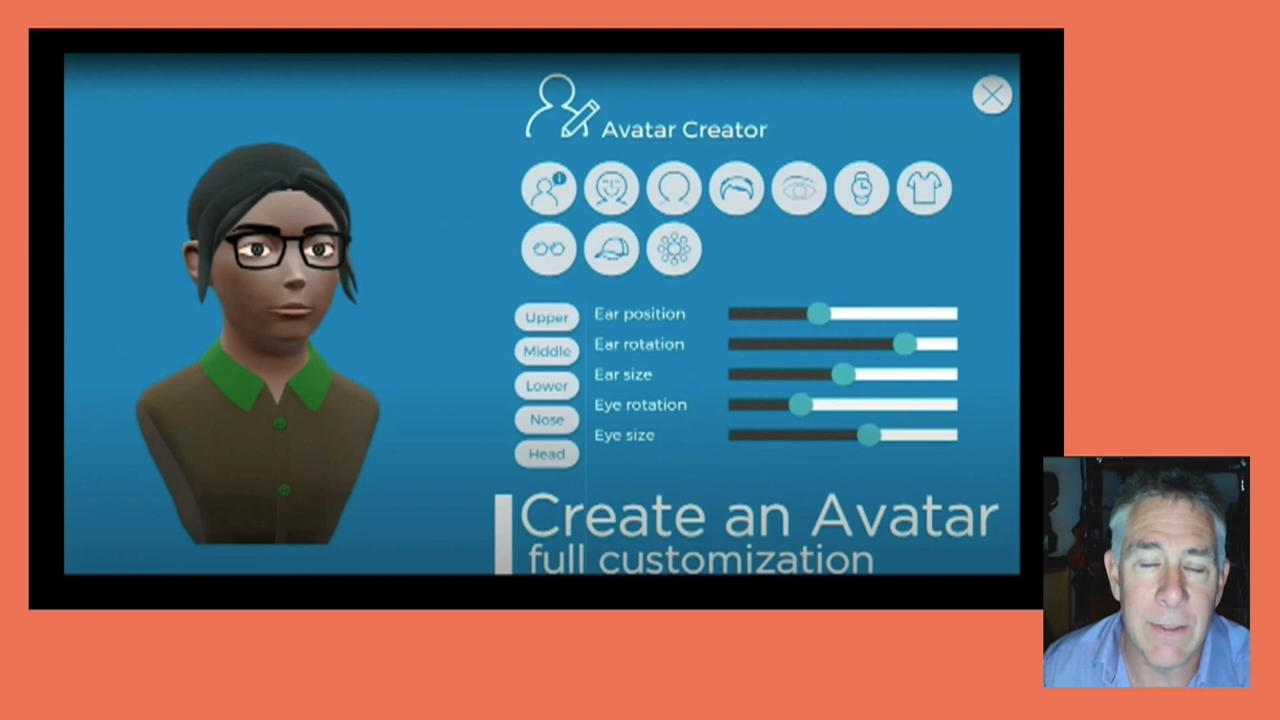 Avatar Creator
Upper
Middle
Lower
Nose
Head
Ear position
Ear rotation
Ear size
Eye rotation
Eye size
Create an Avatar
full customization